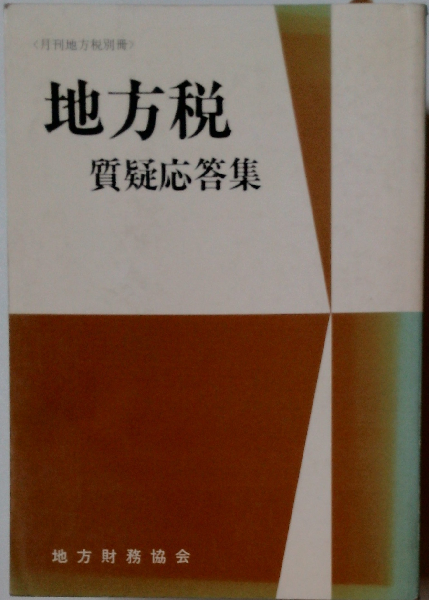 〈月刊地方税別冊〉
地方税
質疑応答集
地方財務協会